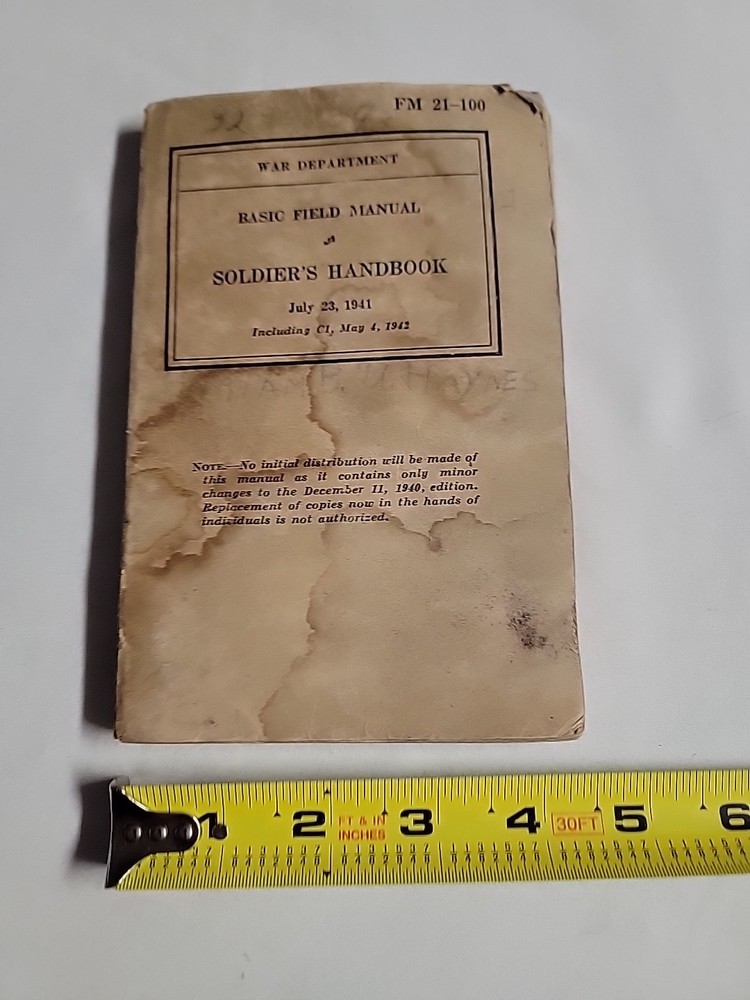 FM 21–100
32
WAR DEPARTMENT
BASIC FIELD MANUAL
SOLDIER'S HANDBOOK
July 23, 1941
Including C1, May 4, 1942
HAYNES
NOTE.—No initial distribution will be made of
this manual as it contains only minor
changes to the December 11, 1940, edition.
Replacement of copies now in the hands of
individuals is not authorized.
1 2 FT & IN 3 4 30FT 5 6
INCHES